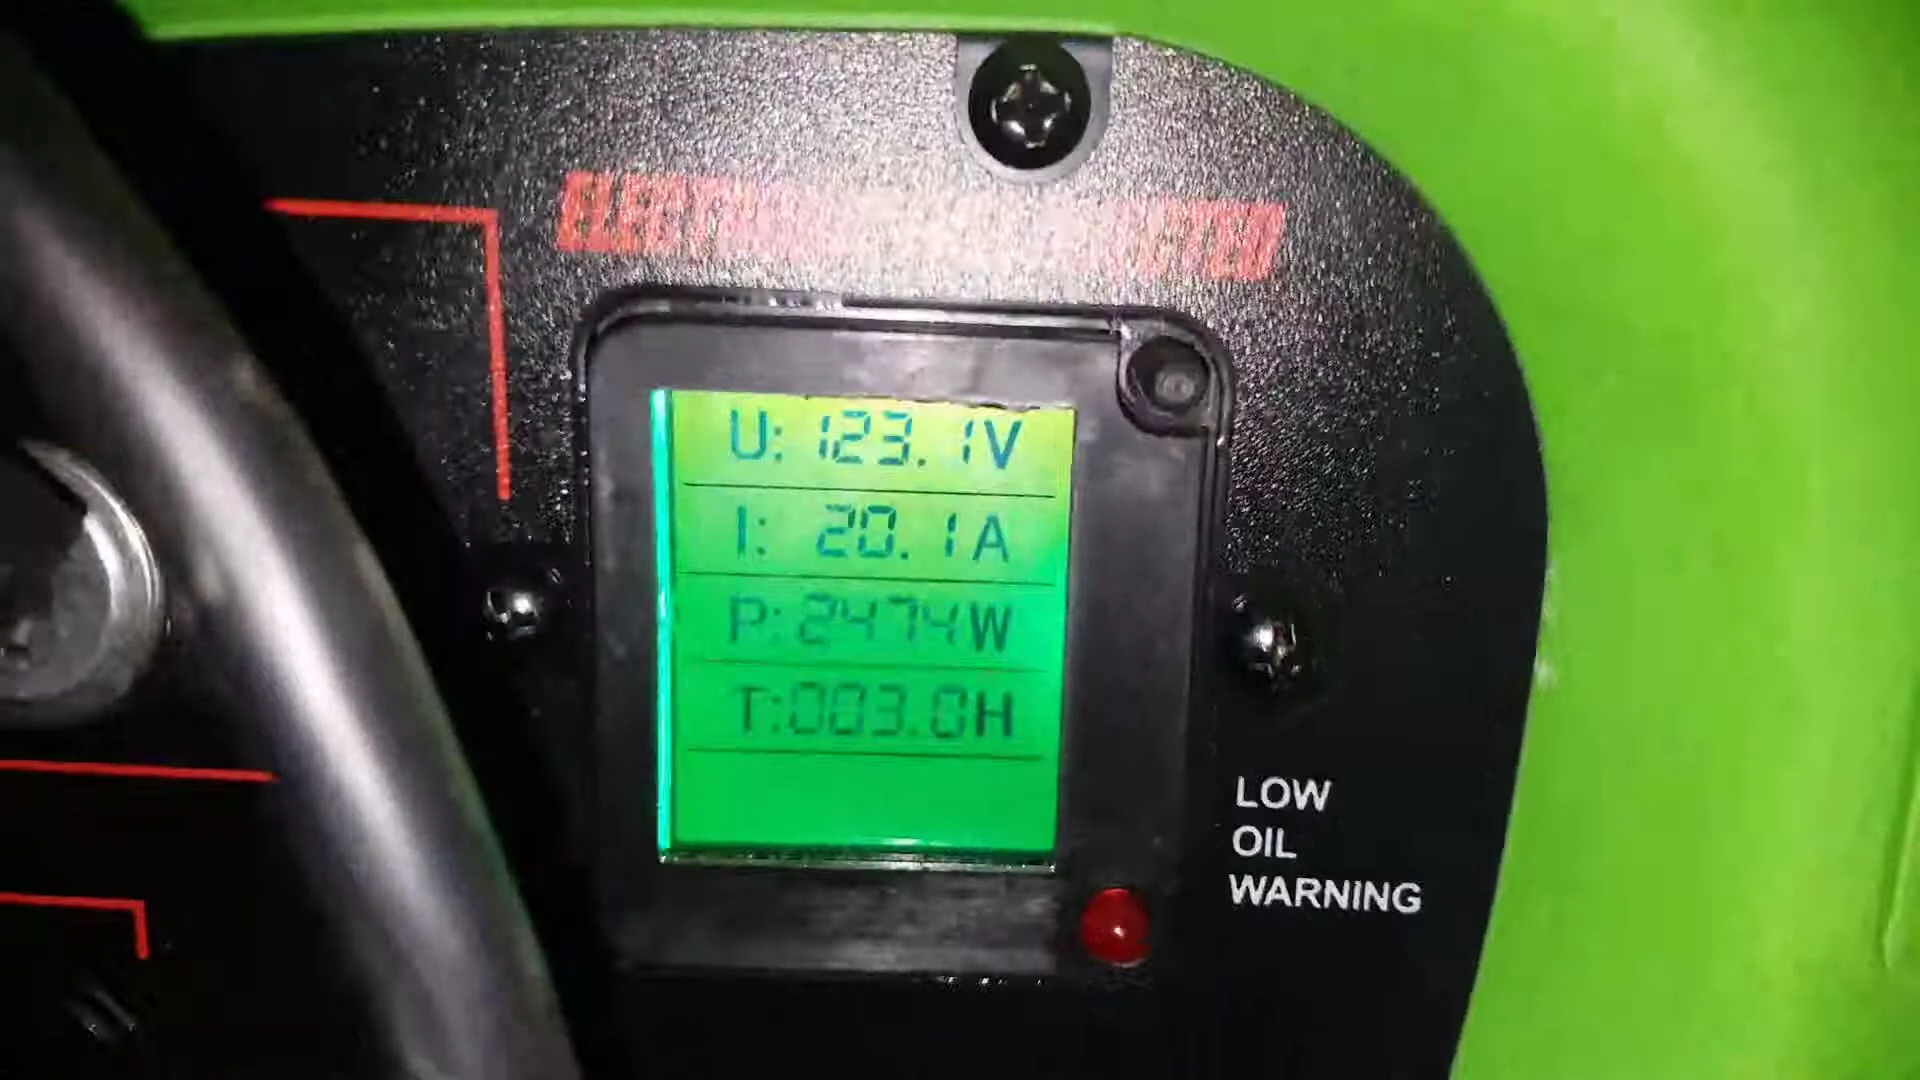 U: 123.1V
I: 20.1A
P: 2474W
T:003.0H
LOW
OIL
WARNING